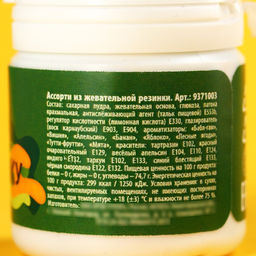 Ассорти из жевательной резинки. Арт.: 9371003
Состав: сахарная пудра, жевательная основа, глюкоза, патока
крахмальная, антислеживающий агент (тальк пищевой) E553b,
регулятор кислотности (лимонная кислота) E330, глазирователь
(воск карнаубский) E903, E904, ароматизаторы: «Баба-гам»,
«Вишня», «Апельсин», «Банан», «Яблоко», «Лесные ягоды»,
«Тутти-фрутти», «Мята», красители: тартразин E102, красный
очаровательный E129, веселый апельсин E110, E124,
индиго E132, тархун E102, E133, синий блестящий E133,
черная смородина E122, E132. Пищевая ценность на 100 г продукта:
белки – 0 г, жиры – 0 г, углеводы – 74,7 г. Энергетическая ценность на
100 г продукта: 299 ккал / 1250 кДж. Условия хранения: в сухих,
чистых, вентилируемых помещениях, не имеющих посторонних
запахов, при температуре +18 (±3) °C и влажности не более 75 %.
Изготовитель: